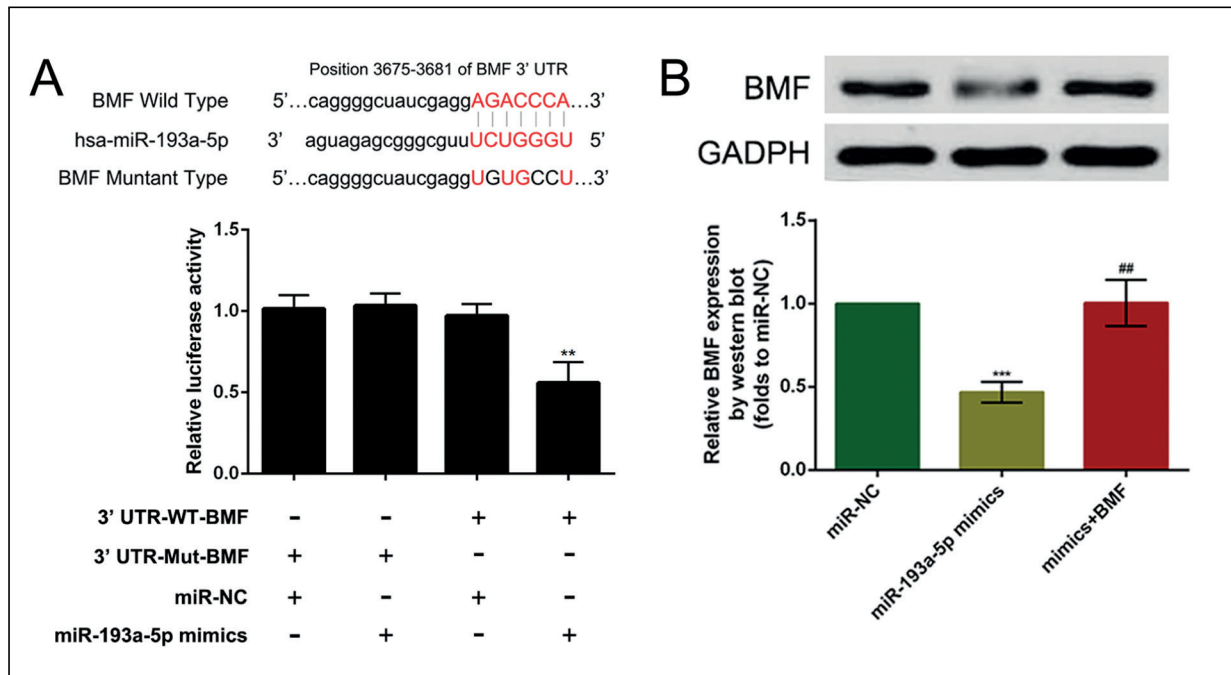 A
Position 3675-3681 of BMF 3’ UTR
BMF Wild Type 5’...caggggcuaucgaggAGACCCA...3’
hsa-miR-193a-5p 3’ aguagagcgggcguuUCUGGGU 5’
BMF Muntant Type 5’...caggggcuaucgaggUGUGCCU...3’
Relative luciferase activity
1.5
1.0
0.5
0.0
**
3’ UTR-WT-BMF - - + +
3’ UTR-Mut-BMF + + - -
miR-NC + - + -
miR-193a-5p mimics - + - +
B
BMF
GADPH
Relative BMF expression
by western blot
(folds to miR-NC)
1.5
1.0
0.5
0.0
***
##
miR-NC
miR-193a-5p mimics
mimics+BMF